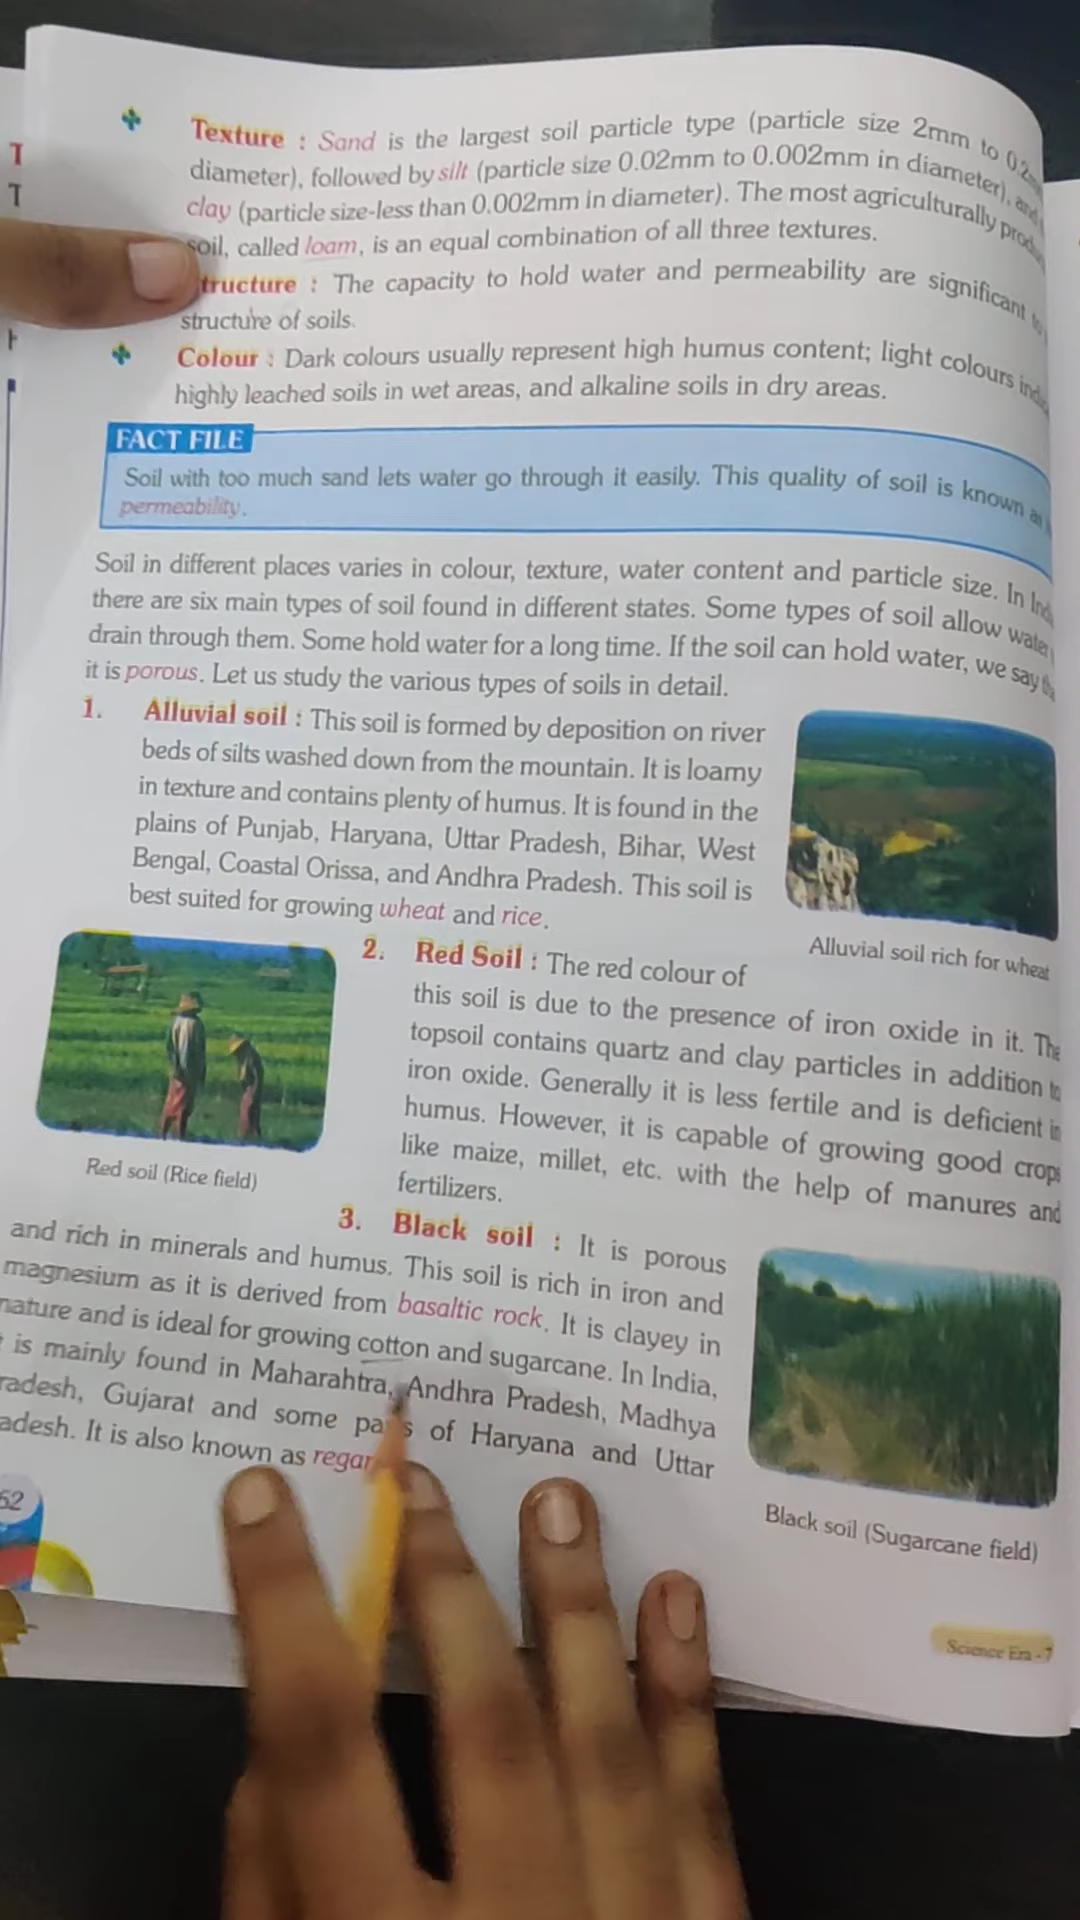 Texture : Sand is the largest soil particle type (particle size 2mm to 0.2
diameter), followed by silt (particle size 0.02mm to 0.002mm in diameter), and
clay (particle size-less than 0.002mm in diameter). The most agriculturally
soil, called loam, is an equal combination of all three textures.
tructure : The capacity to hold water and permeability are significant to
structure of soils.
Colour : Dark colours usually represent high humus content; light colours
highly leached soils in wet areas, and alkaline soils in dry areas.
FACT FILE
Soil with too much sand lets water go through it easily. This quality of soil is known as
permeability.
Soil in different places varies in colour, texture, water content and particle size. In
there are six main types of soil found in different states. Some types of soil allow water
drain through them. Some hold water for a long time. If the soil can hold water, we say
it is porous. Let us study the various types of soils in detail.
1. Alluvial soil : This soil is formed by deposition on river
beds of silts washed down from the mountain. It is loamy
in texture and contains plenty of humus. It is found in the
plains of Punjab, Haryana, Uttar Pradesh, Bihar, West
Bengal, Coastal Orissa, and Andhra Pradesh. This soil is
best suited for growing wheat and rice.
Alluvial soil rich for wheat
2. Red Soil : The red colour of
this soil is due to the presence of iron oxide in it. The
topsoil contains quartz and clay particles in addition to
iron oxide. Generally it is less fertile and is deficient in
humus. However, it is capable of growing good crops
like maize, millet, etc. with the help of manures and
fertilizers.
Red soil (Rice field)
3. Black soil : It is porous
and rich in minerals and humus. This soil is rich in iron and
magnesium as it is derived from basaltic rock. It is clayey in
nature and is ideal for growing cotton and sugarcane. In India,
is mainly found in Maharahtra, Andhra Pradesh, Madhya
radesh, Gujarat and some pa s of Haryana and Uttar
adesh. It is also known as regar
Black soil (Sugarcane field)
52
Science Era - 7